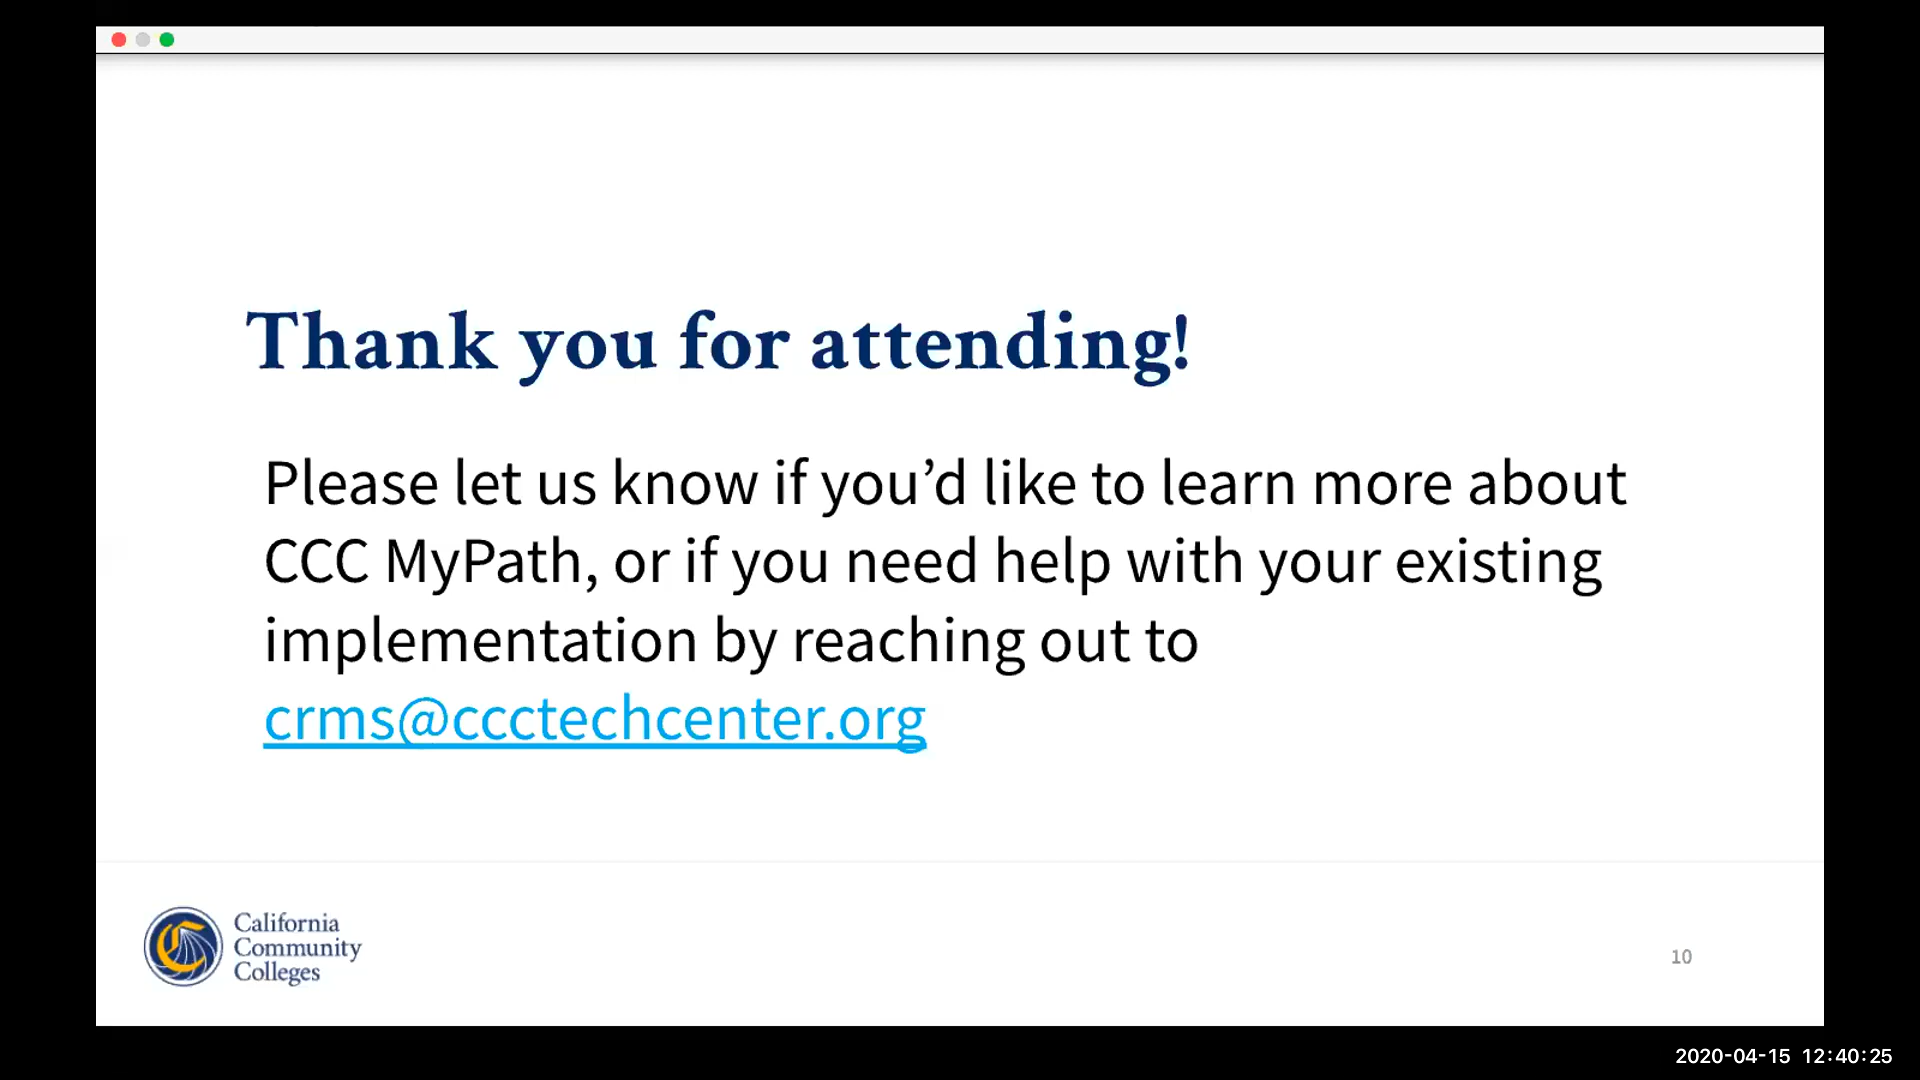 Thank you for attending!
Please let us know if you’d like to learn more about
CCC MyPath, or if you need help with your existing
implementation by reaching out to
crms@ccctechcenter.org
California
Community
Colleges
10
2020-04-15 12:40:25